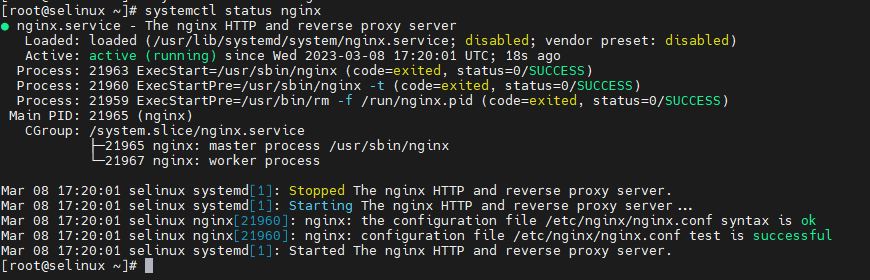 [root@selinux ~]# systemctl status nginx
● nginx.service - The nginx HTTP and reverse proxy server
   Loaded: loaded (/usr/lib/systemd/system/nginx.service; disabled; vendor preset: disabled)
   Active: active (running) since Wed 2023-03-08 17:20:01 UTC; 18s ago
  Process: 21963 ExecStart=/usr/sbin/nginx (code=exited, status=0/SUCCESS)
  Process: 21960 ExecStartPre=/usr/sbin/nginx -t (code=exited, status=0/SUCCESS)
  Process: 21959 ExecStartPre=/usr/bin/rm -f /run/nginx.pid (code=exited, status=0/SUCCESS)
 Main PID: 21965 (nginx)
   CGroup: /system.slice/nginx.service
           ├─21965 nginx: master process /usr/sbin/nginx
           └─21967 nginx: worker process
Mar 08 17:20:01 selinux systemd[1]: Stopped The nginx HTTP and reverse proxy server.
Mar 08 17:20:01 selinux systemd[1]: Starting The nginx HTTP and reverse proxy server...
Mar 08 17:20:01 selinux nginx[21960]: nginx: the configuration file /etc/nginx/nginx.conf syntax is ok
Mar 08 17:20:01 selinux nginx[21960]: nginx: configuration file /etc/nginx/nginx.conf test is successful
Mar 08 17:20:01 selinux systemd[1]: Started The nginx HTTP and reverse proxy server.
[root@selinux ~]#